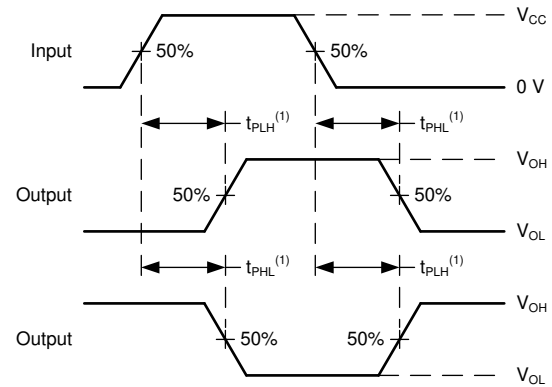 V_CC
Input 50% 50%
0 V
t_PLH^(1) t_PHL^(1)
V_OH
Output 50% 50%
V_OL
t_PHL^(1) t_PLH^(1)
V_OH
Output 50% 50%
V_OL